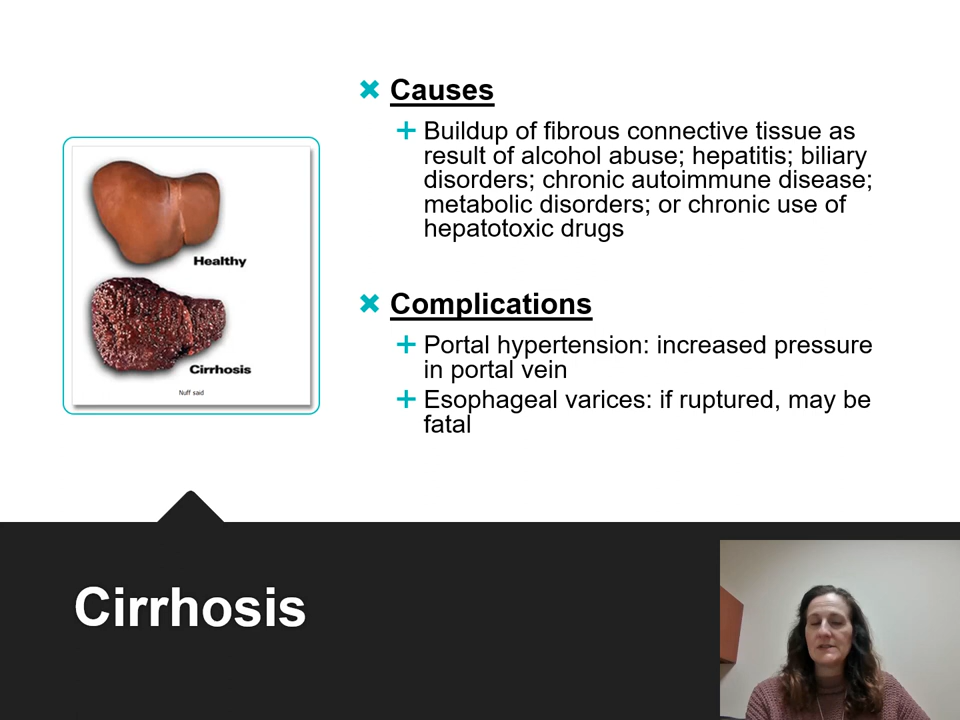 Causes
Buildup of fibrous connective tissue as
result of alcohol abuse; hepatitis; biliary
disorders; chronic autoimmune disease;
metabolic disorders; or chronic use of
hepatotoxic drugs
Complications
Portal hypertension: increased pressure
in portal vein
Esophageal varices: if ruptured, may be
fatal
Healthy
Cirrhosis
Nuff said
Cirrhosis